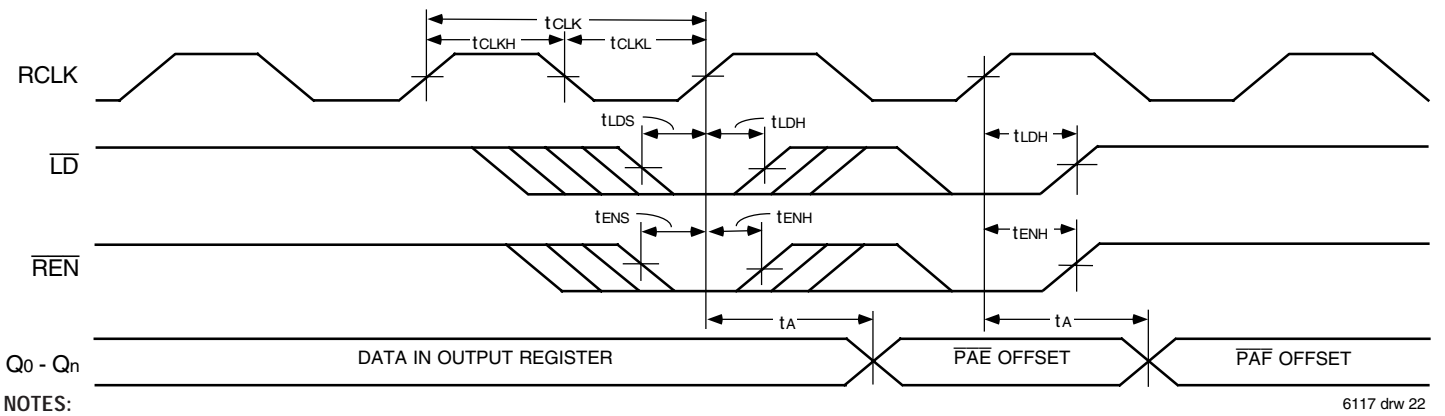 tCLK
tCLKH
tCLKL
RCLK
tLDS
tLDH
tLDH
LD
tENS
tENH
tENH
REN
tA
tA
Q0 - Qn
DATA IN OUTPUT REGISTER
PAE OFFSET
PAF OFFSET
NOTES:
6117 drw 22